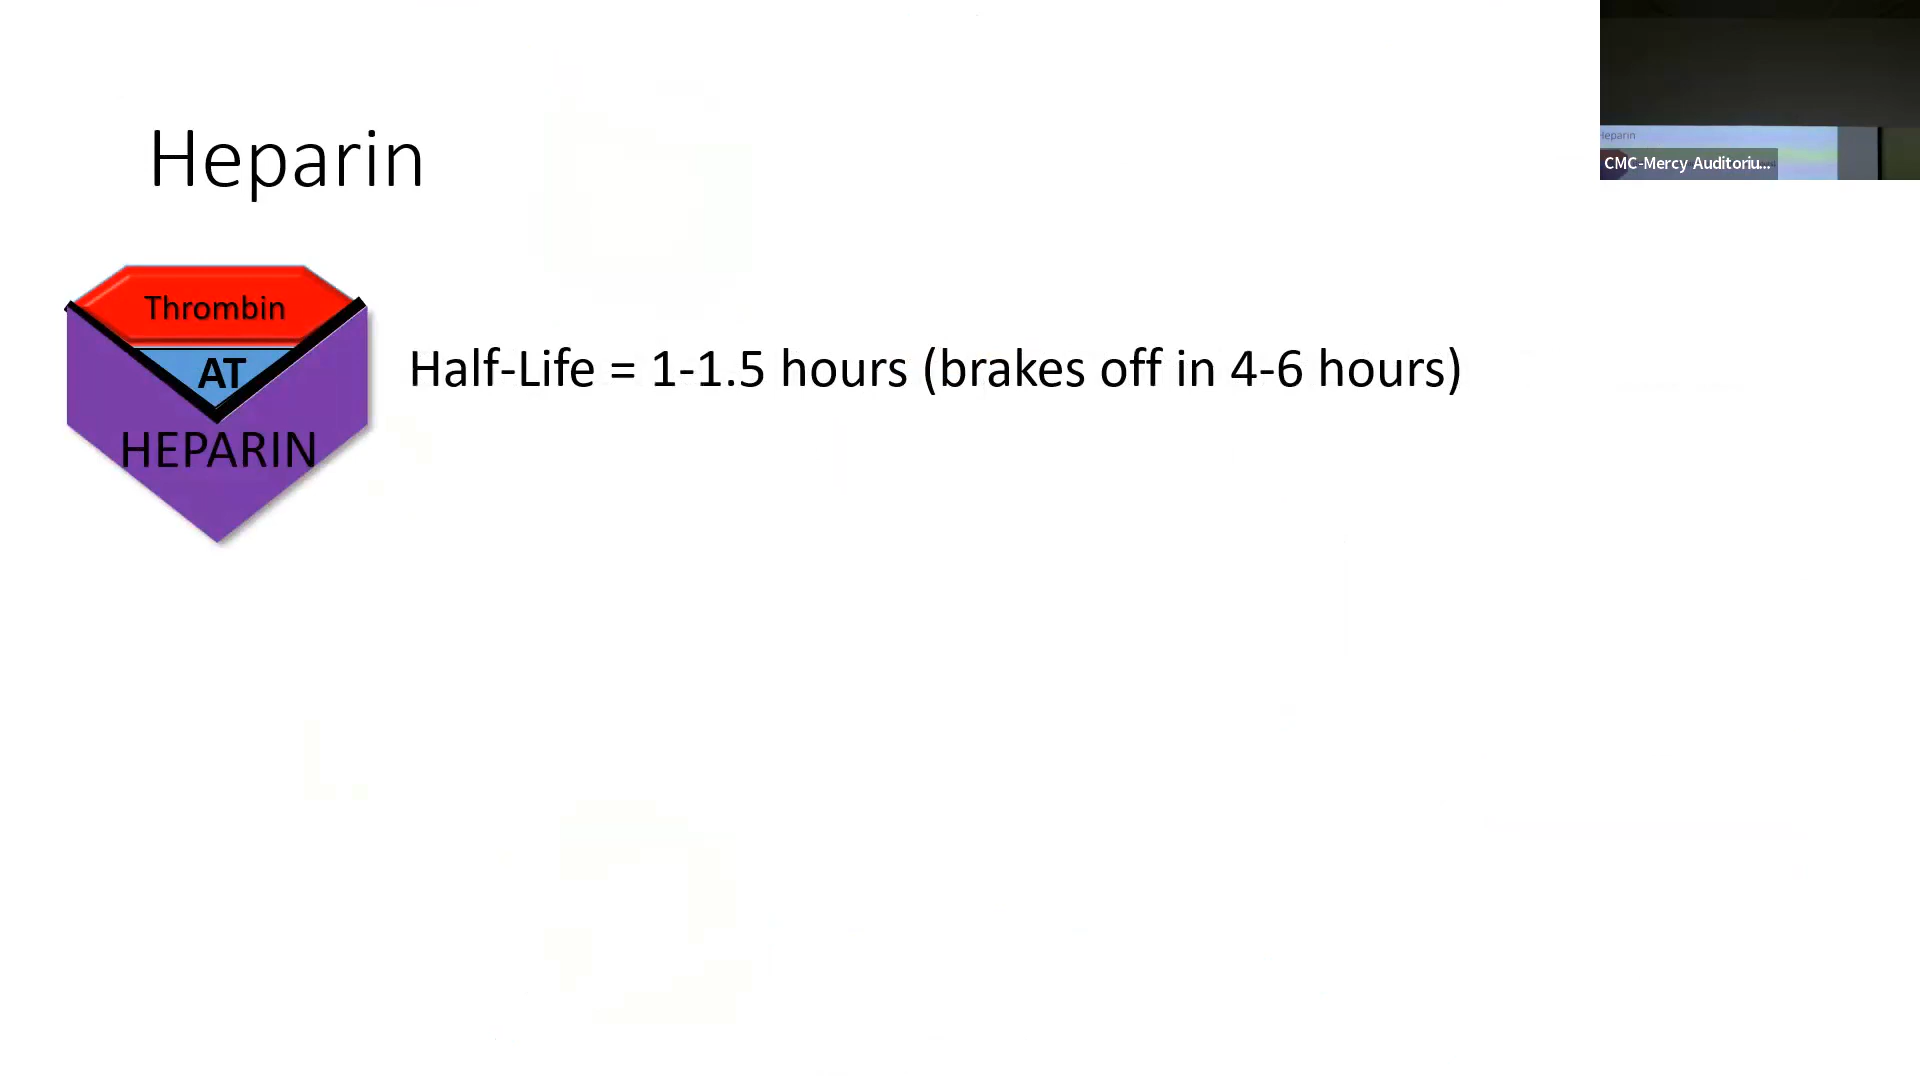 Heparin
Thrombin
AT
HEPARIN
Half-Life = 1-1.5 hours (brakes off in 4-6 hours)
Heparin
CMC-Mercy Auditoriu...